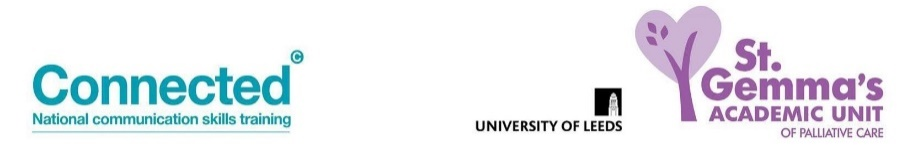 Connected©
National communication skills training
UNIVERSITY OF LEEDS
St.
Gemma's
ACADEMIC UNIT
OF PALLIATIVE CARE